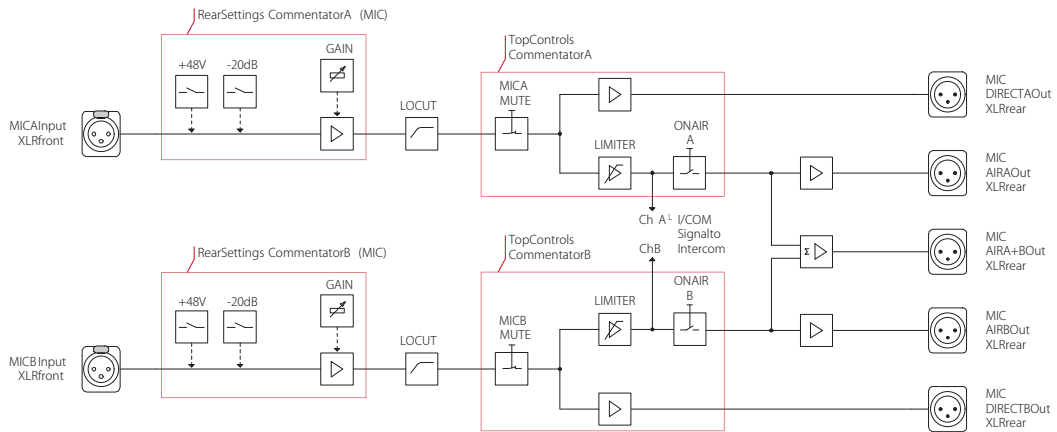 RearSettings CommentatorA (MIC)
+48V
-20dB
GAIN
MICAInput
XLRfront
LOCUT
TopControls
CommentatorA
MICA
MUTE
LIMITER
ONAIR
A
MIC
DIRECTAOut
XLRrear
MIC
AIRAOut
XLRrear
Ch A└ I/COM
Signalto
ChB Intercom
Σ
MIC
AIRA+BOut
XLRrear
RearSettings CommentatorB (MIC)
+48V
-20dB
GAIN
MICB Input
XLRfront
LOCUT
TopControls
CommentatorB
MICB
MUTE
LIMITER
ONAIR
B
MIC
AIRBOut
XLRrear
MIC
DIRECTBOut
XLRrear